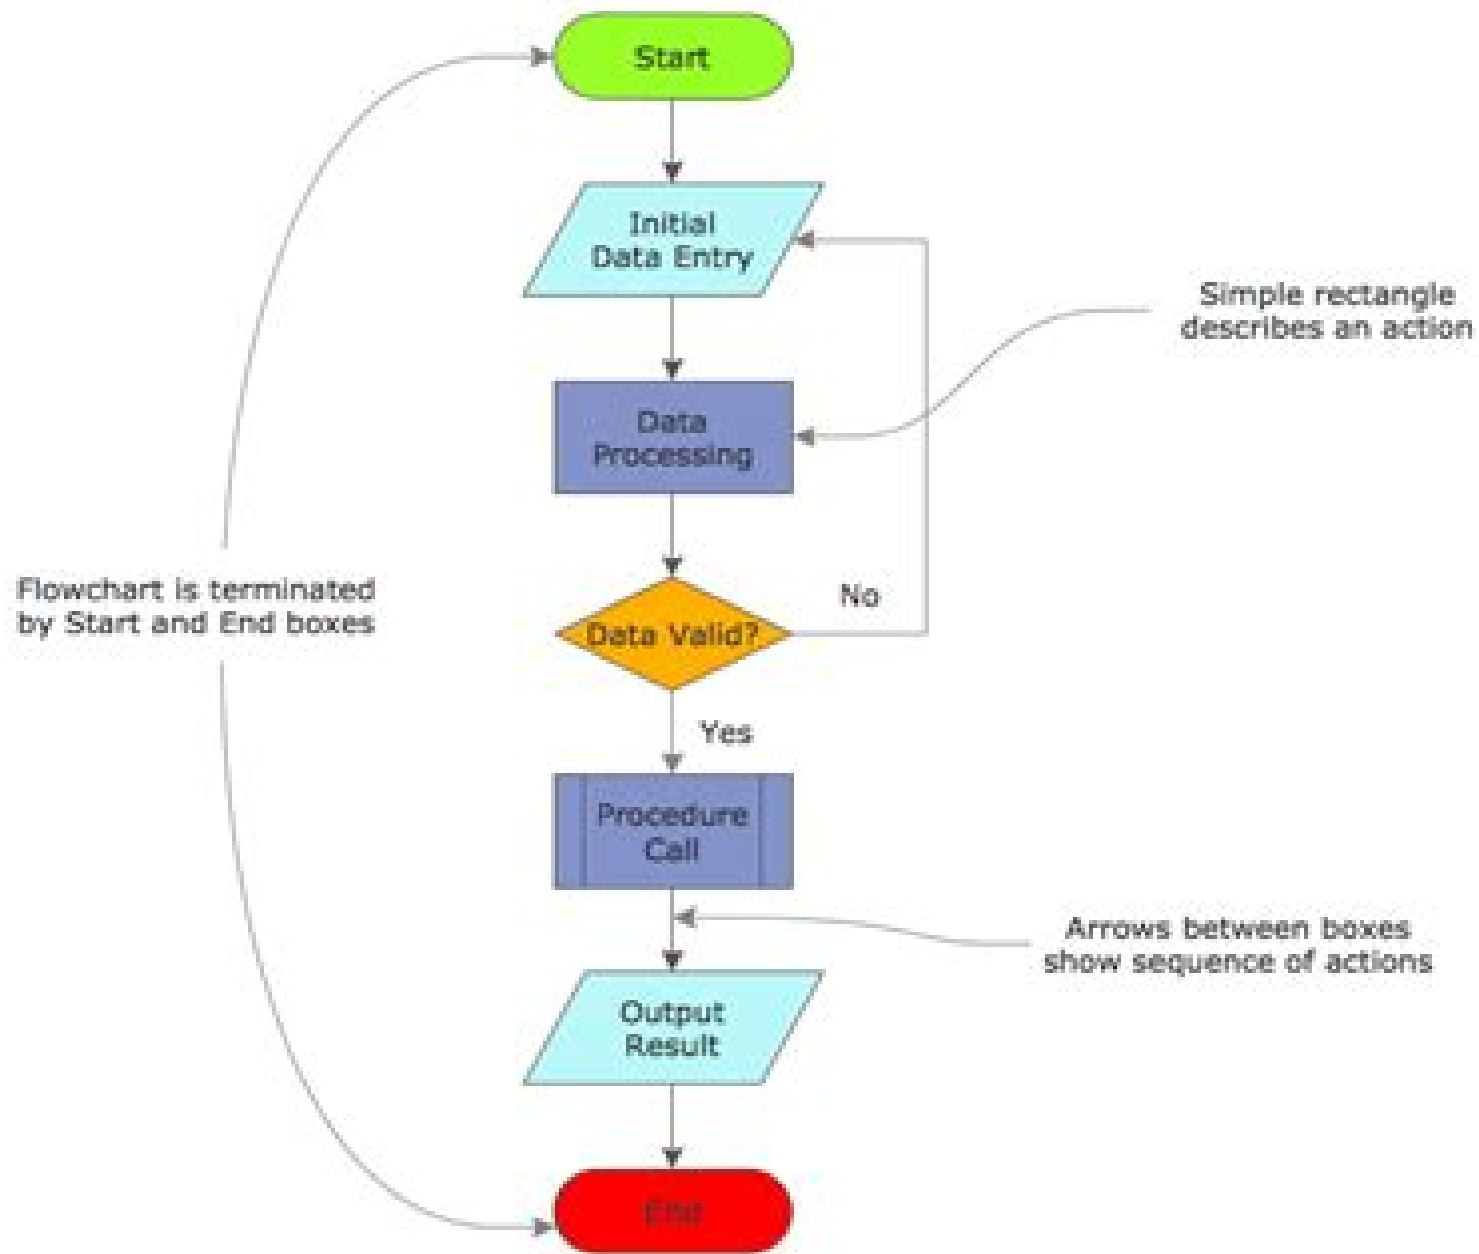 Start
Initial
Data Entry
Simple rectangle
describes an action
Data
Processing
Flowchart is terminated
by Start and End boxes
No
Data Valid?
Yes
Procedure
Call
Arrows between boxes
show sequence of actions
Output
Result
End